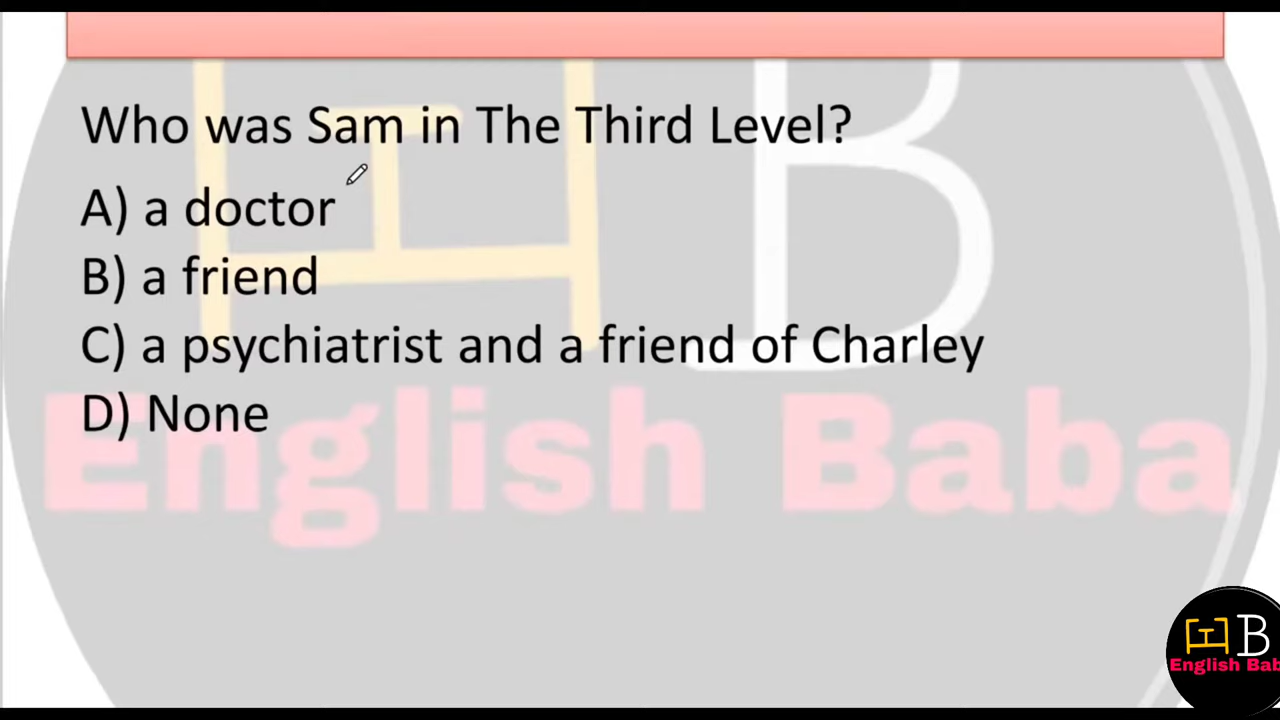 Who was Sam in The Third Level?
A) a doctor
B) a friend
C) a psychiatrist and a friend of Charley
D) None
English Baba
B
English Bab